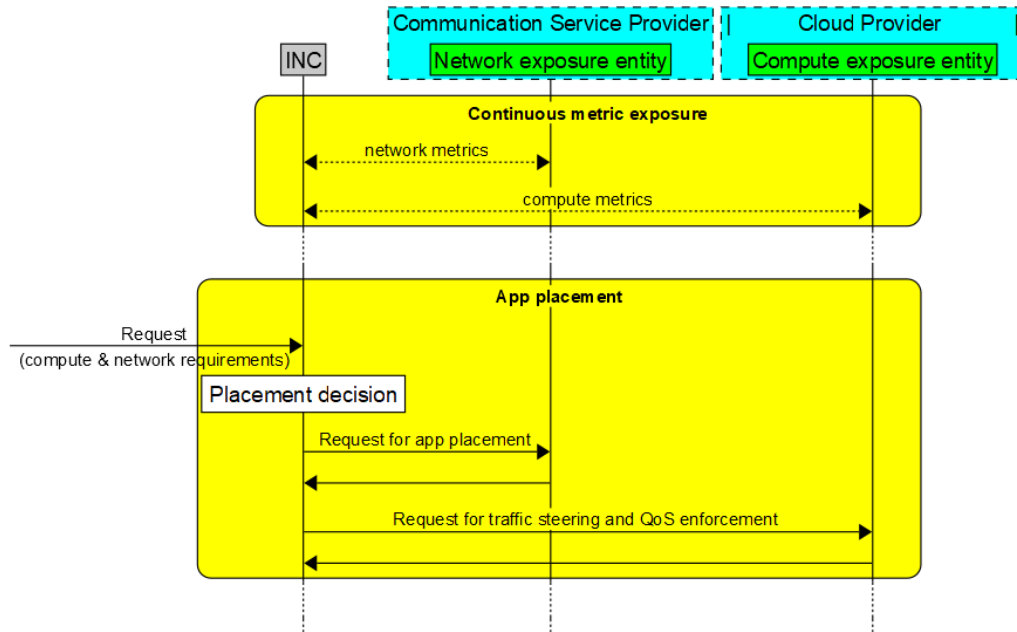 Communication Service Provider
| Cloud Provider |
INC
Network exposure entity
Compute exposure entity
Continuous metric exposure
network metrics
compute metrics
App placement
Request
(compute & network requirements)
Placement decision
Request for app placement
Request for traffic steering and QoS enforcement